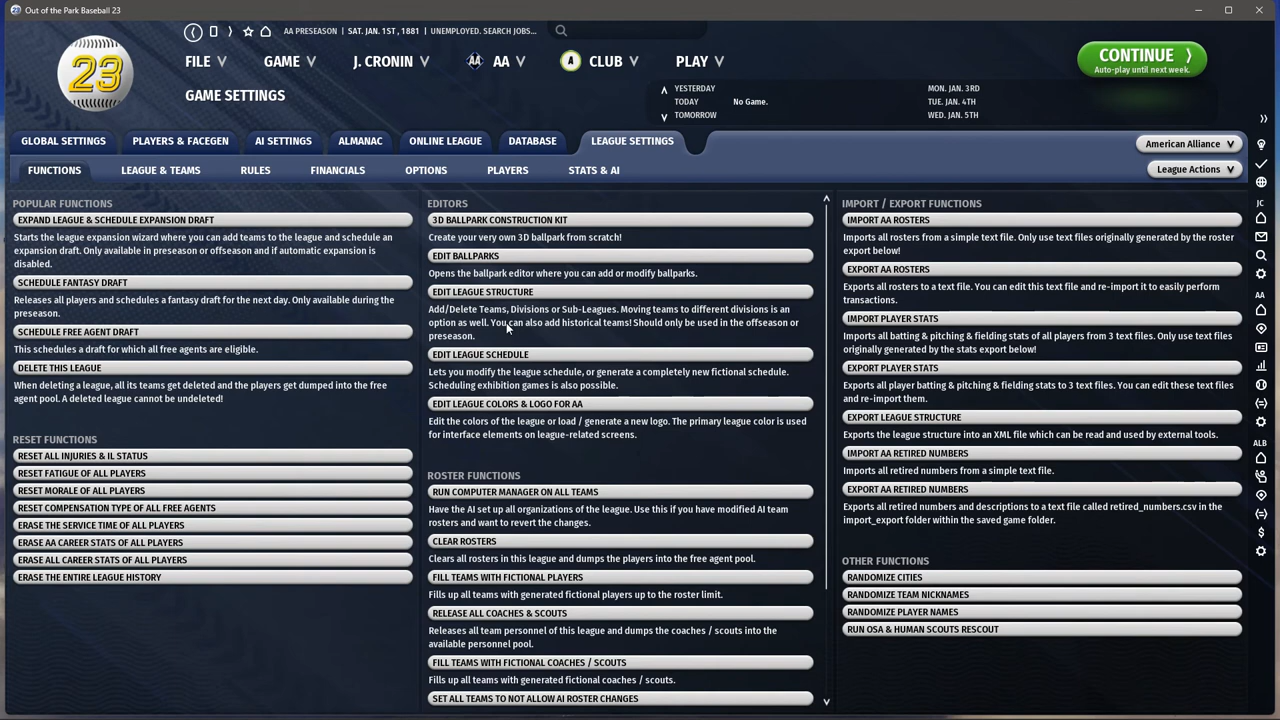 23 Out of the Park Baseball 23
AA PRESEASON | SAT. JAN. 1ST , 1881 | UNEMPLOYED. SEARCH JOBS...
23
FILE GAME J. CRONIN AA AA A CLUB PLAY
CONTINUE
Auto-play until next week.
GAME SETTINGS
YESTERDAY MON. JAN. 3RD
TODAY No Game. TUE. JAN. 4TH
TOMORROW WED. JAN. 5TH
GLOBAL SETTINGS PLAYERS & FACEGEN AI SETTINGS ALMANAC ONLINE LEAGUE DATABASE LEAGUE SETTINGS American Alliance
FUNCTIONS LEAGUE & TEAMS RULES FINANCIALS OPTIONS PLAYERS STATS & AI League Actions
POPULAR FUNCTIONS
EXPAND LEAGUE & SCHEDULE EXPANSION DRAFT
Starts the league expansion wizard where you can add teams to the league and schedule an
expansion draft. Only available in preseason or offseason and if automatic expansion is
disabled.
SCHEDULE FANTASY DRAFT
Releases all players and schedules a fantasy draft for the next day. Only available during the
preseason.
SCHEDULE FREE AGENT DRAFT
This schedules a draft for which all free agents are eligible.
DELETE THIS LEAGUE
When deleting a league, all its teams get deleted and the players get dumped into the free
agent pool. A deleted league cannot be undeleted!
RESET FUNCTIONS
RESET ALL INJURIES & IL STATUS
RESET FATIGUE OF ALL PLAYERS
RESET MORALE OF ALL PLAYERS
RESET COMPENSATION TYPE OF ALL FREE AGENTS
ERASE THE SERVICE TIME OF ALL PLAYERS
ERASE AA CAREER STATS OF ALL PLAYERS
ERASE ALL CAREER STATS OF ALL PLAYERS
ERASE THE ENTIRE LEAGUE HISTORY
EDITORS
3D BALLPARK CONSTRUCTION KIT
Create your very own 3D ballpark from scratch!
EDIT BALLPARKS
Opens the ballpark editor where you can add or modify ballparks.
EDIT LEAGUE STRUCTURE
Add/Delete Teams, Divisions or Sub-Leagues. Moving teams to different divisions is an
option as well. You can also add historical teams! Should only be used in the offseason or
preseason.
EDIT LEAGUE SCHEDULE
Lets you modify the league schedule, or generate a completely new fictional schedule.
Scheduling exhibition games is also possible.
EDIT LEAGUE COLORS & LOGO FOR AA
Edit the colors of the league or load / generate a new logo. The primary league color is used
for interface elements on league-related screens.
ROSTER FUNCTIONS
RUN COMPUTER MANAGER ON ALL TEAMS
Have the AI set up all organizations of the league. Use this if you have modified AI team
rosters and want to revert the changes.
CLEAR ROSTERS
Clears all rosters in this league and dumps the players into the free agent pool.
FILL TEAMS WITH FICTIONAL PLAYERS
Fills up all teams with generated fictional players up to the roster limit.
RELEASE ALL COACHES & SCOUTS
Releases all team personnel of this league and dumps the coaches / scouts into the
available personnel pool.
FILL TEAMS WITH FICTIONAL COACHES / SCOUTS
Fills up all teams with generated fictional coaches / scouts.
SET ALL TEAMS TO NOT ALLOW AI ROSTER CHANGES
IMPORT / EXPORT FUNCTIONS
IMPORT AA ROSTERS
Imports all rosters from a simple text file. Only use text files originally generated by the roster
export below!
EXPORT AA ROSTERS
Exports all rosters to a text file. You can edit this text file and re-import it to easily perform
transactions.
IMPORT PLAYER STATS
Imports all batting & pitching & fielding stats of all players from 3 text files. Only use text files
originally generated by the stats export below!
EXPORT PLAYER STATS
Exports all player batting & pitching & fielding stats to 3 text files. You can edit these text files
and re-import them.
EXPORT LEAGUE STRUCTURE
Exports the league structure into an XML file which can be read and used by external tools.
IMPORT AA RETIRED NUMBERS
Imports all retired numbers from a simple text file.
EXPORT AA RETIRED NUMBERS
Exports all retired numbers and descriptions to a text file called retired_numbers.csv in the
import_export folder within the saved game folder.
OTHER FUNCTIONS
RANDOMIZE CITIES
RANDOMIZE TEAM NICKNAMES
RANDOMIZE PLAYER NAMES
RUN OSA & HUMAN SCOUTS RESCOUT
JC
AA
ALB